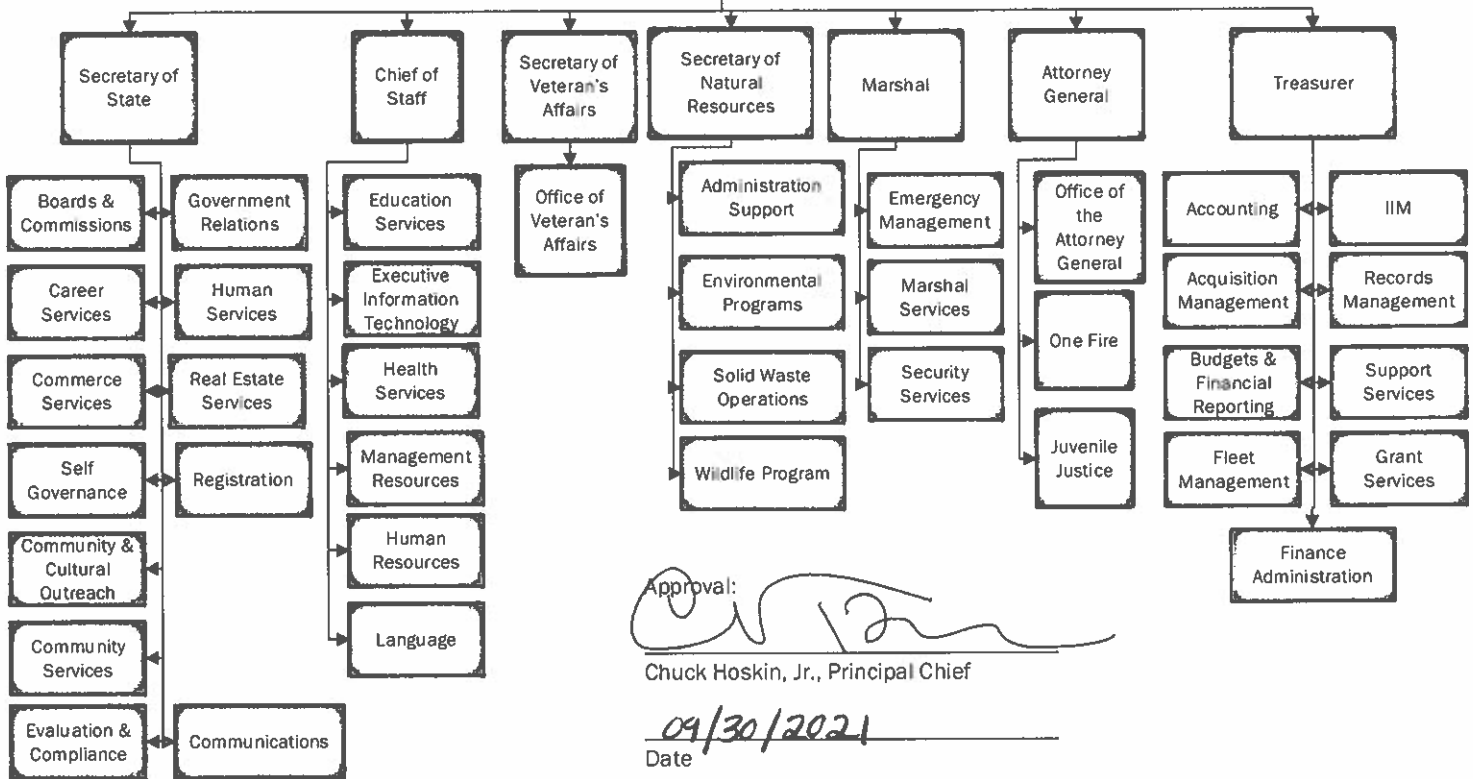 Secretary of
State
Chief of
Staff
Secretary of
Veteran's
Affairs
Secretary of
Natural
Resources
Marshal
Attorney
General
Treasurer
Boards &
Commissions
Government
Relations
Career
Services
Human
Services
Commerce
Services
Real Estate
Services
Self
Governance
Registration
Community &
Cultural
Outreach
Community
Services
Evaluation &
Compliance
Communications
Education
Services
Executive
Information
Technology
Health
Services
Management
Resources
Human
Resources
Language
Office of
Veteran's
Affairs
Administration
Support
Environmental
Programs
Solid Waste
Operations
Wildlife Program
Emergency
Management
Marshal
Services
Security
Services
Office of
the
Attorney
General
One Fire
Juvenile
Justice
Accounting
IIM
Acquisition
Management
Records
Management
Budgets &
Financial
Reporting
Support
Services
Fleet
Management
Grant
Services
Finance
Administration
Approval:
Chuck Hoskin, Jr., Principal Chief
09/30/2021
Date